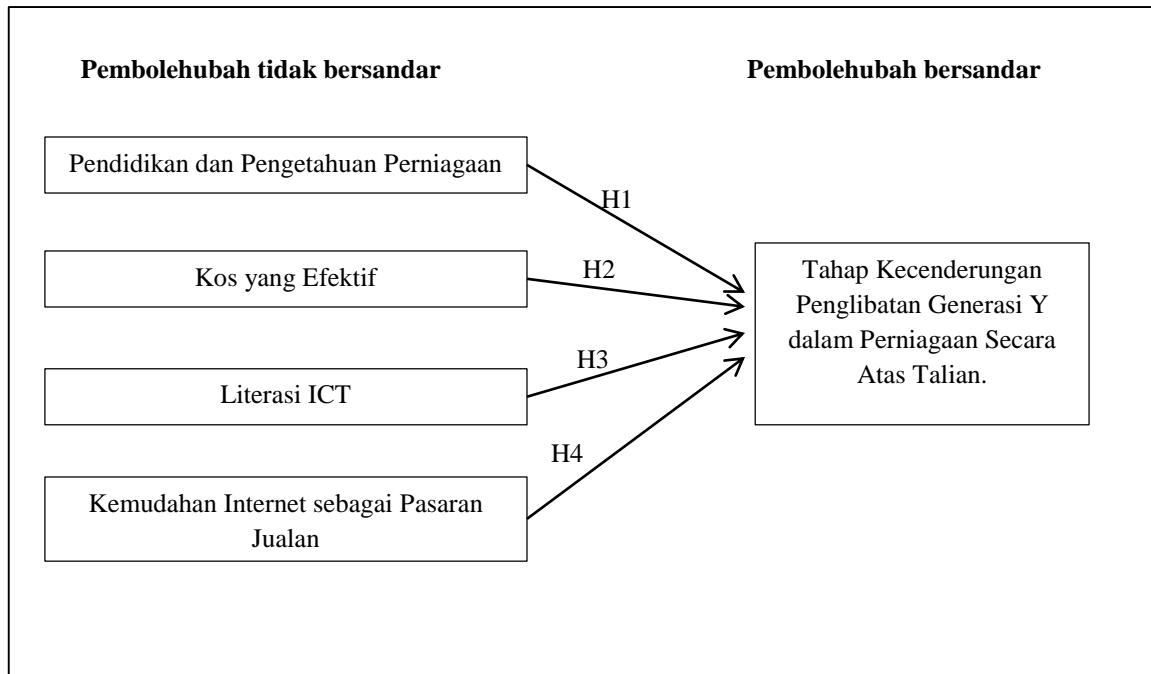 Pembolehubah tidak bersandar
Pembolehubah bersandar
Pendidikan dan Pengetahuan Perniagaan
H1
Kos yang Efektif
H2
Tahap Kecenderungan
Penglibatan Generasi Y
dalam Perniagaan Secara
Atas Talian.
H3
Literasi ICT
H4
Kemudahan Internet sebagai Pasaran
Jualan